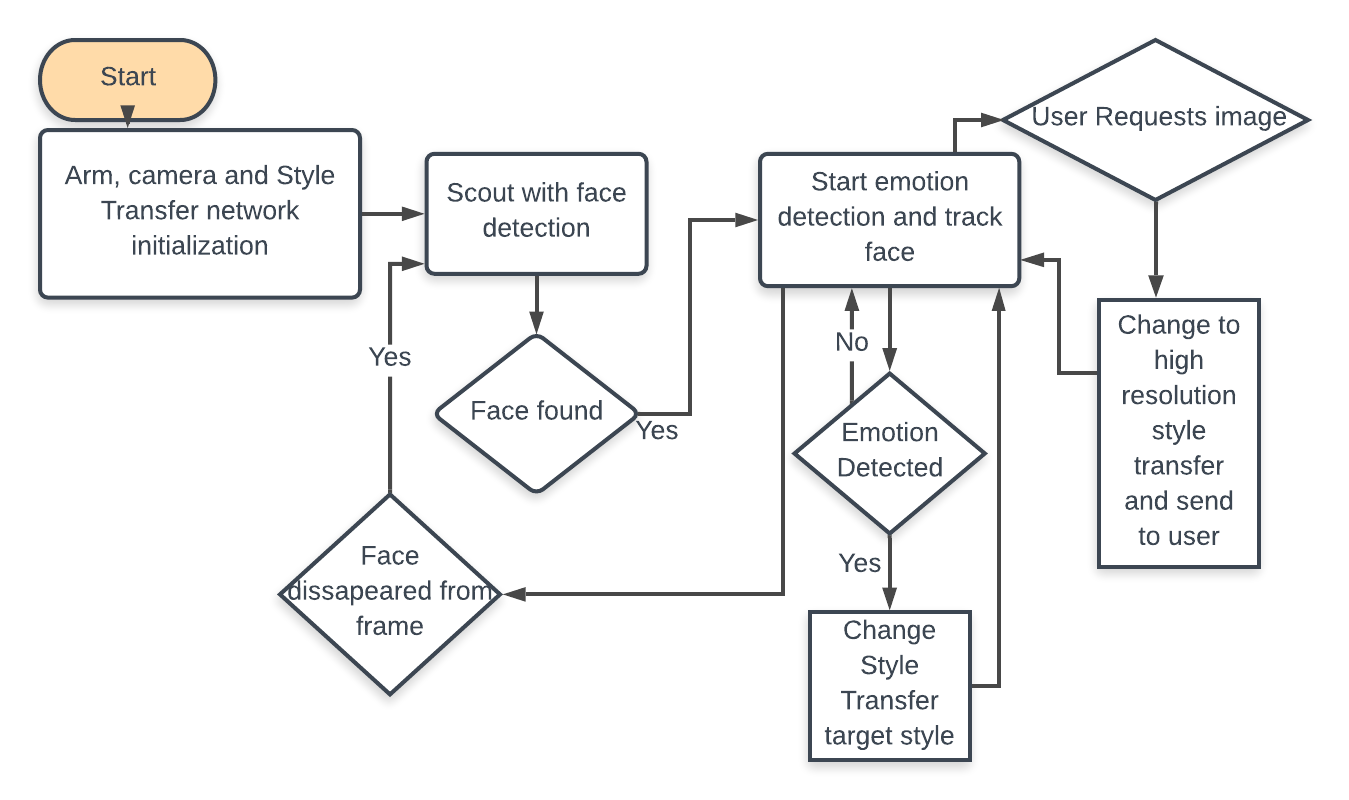 Start
Arm, camera and Style
Transfer network
initialization
Scout with face
detection
Start emotion
detection and track
face
User Requests image
Yes
Face found
Yes
No
Emotion
Detected
Change to
high
resolution
style
transfer
and send
to user
Face
dissapeared from
frame
Yes
Change
Style
Transfer
target style